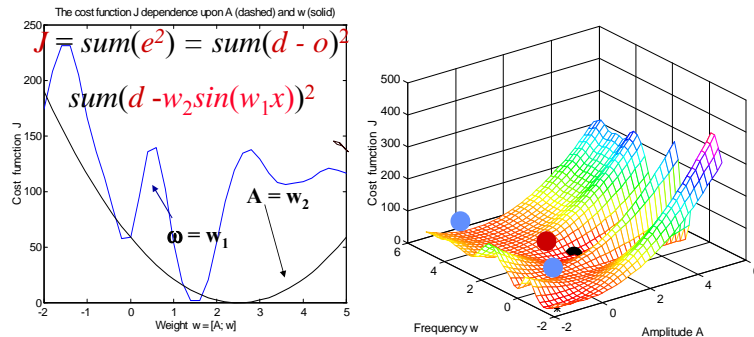 The cost function J dependence upon A (dashed) and w (solid)
J = sum(e²) = sum(d - o)²
sum(d -w₂sin(w₁x))²
250
200
150
100
50
0
A = w₂
ω = w₁
-2 -1 0 1 2 3 4 5
Weight w = [A; w]
500
400
300
200
100
0
Cost function J
Cost function J
6
4
2
0
-2
Frequency w
-2
0
2
4
6
Amplitude A